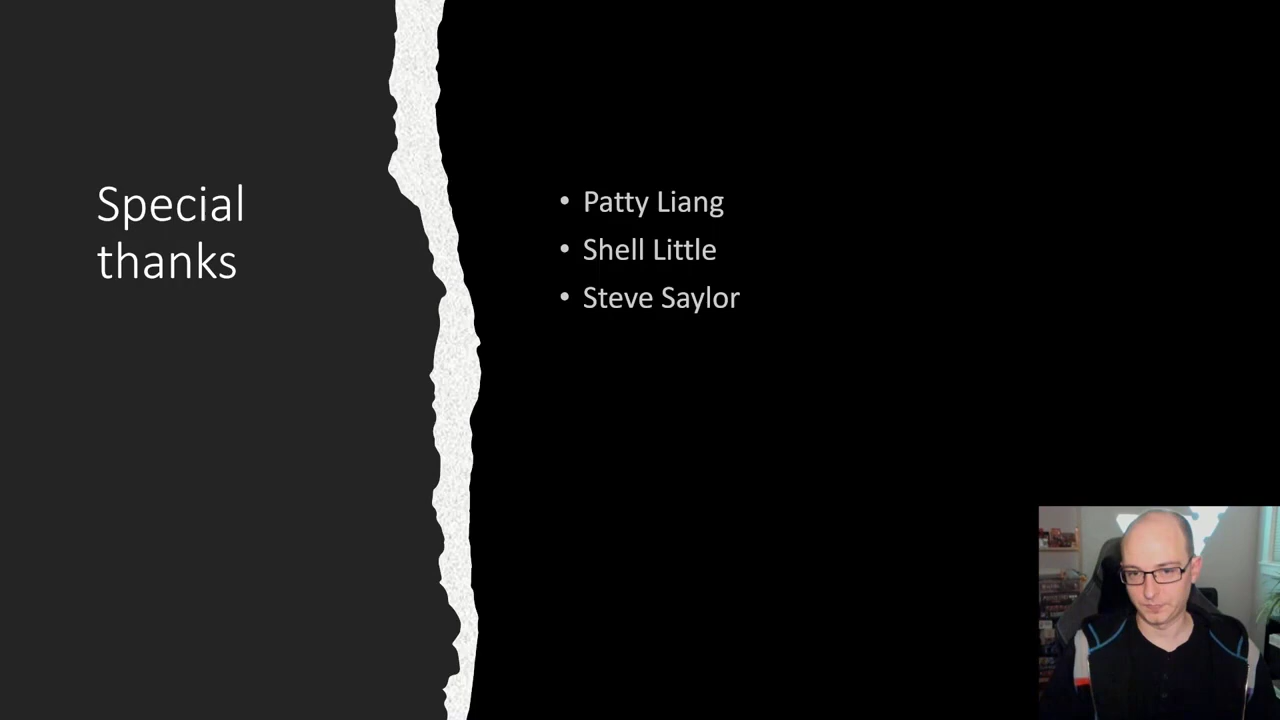 Special
thanks
• Patty Liang
• Shell Little
• Steve Saylor